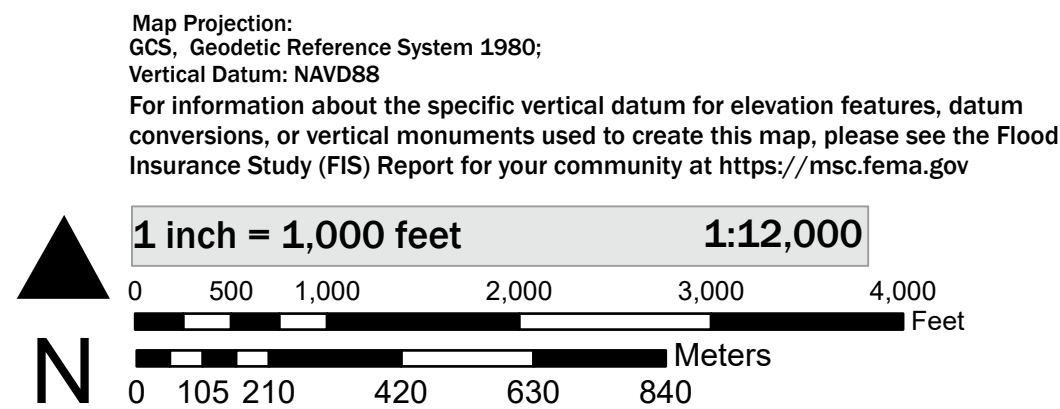 Map Projection:
GCS, Geodetic Reference System 1980;
Vertical Datum: NAVD88
For information about the specific vertical datum for elevation features, datum
conversions, or vertical monuments used to create this map, please see the Flood
Insurance Study (FIS) Report for your community at https://msc.fema.gov
1 inch = 1,000 feet 1:12,000
0 500 1,000 2,000 3,000 4,000
Feet
Meters
N 0 105 210 420 630 840